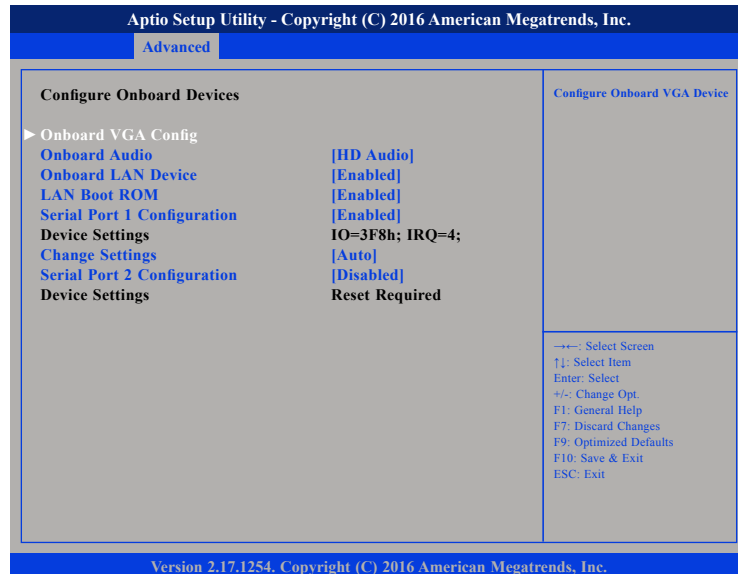 Aptio Setup Utility - Copyright (C) 2016 American Megatrends, Inc.
Advanced
Configure Onboard Devices
► Onboard VGA Config
Onboard Audio [HD Audio]
Onboard LAN Device [Enabled]
LAN Boot ROM [Enabled]
Serial Port 1 Configuration [Enabled]
Device Settings IO=3F8h; IRQ=4;
Change Settings [Auto]
Serial Port 2 Configuration [Disabled]
Device Settings Reset Required
Configure Onboard VGA Device
→←: Select Screen
↑↓: Select Item
Enter: Select
+/-: Change Opt.
F1: General Help
F7: Discard Changes
F9: Optimized Defaults
F10: Save & Exit
ESC: Exit
Version 2.17.1254. Copyright (C) 2016 American Megatrends, Inc.